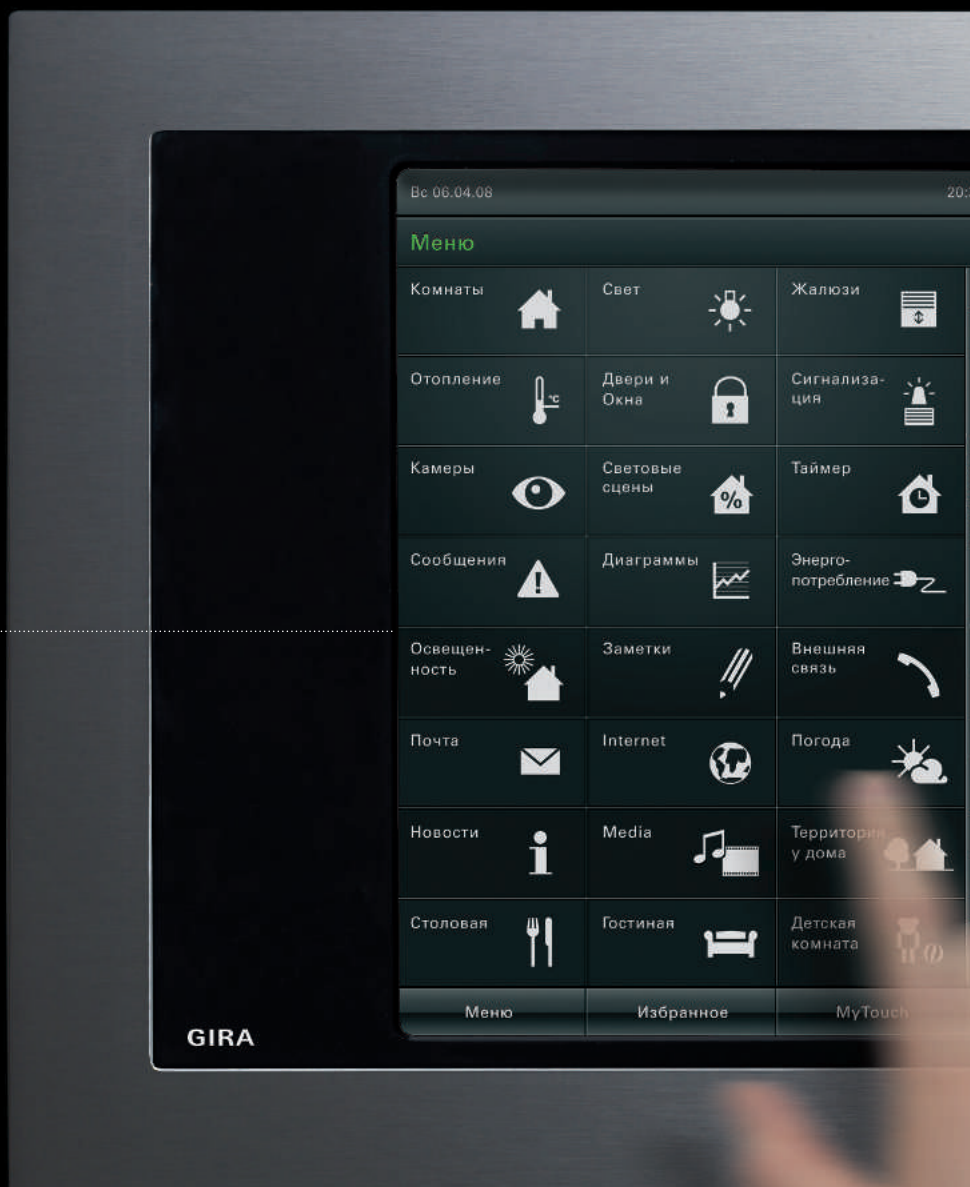 Вс 06.04.08
Меню
Комнаты
Свет
Жалюзи
Отопление
Двери и
Окна
Сигнализа-
ция
°C
Камеры
Световые
сцены
Таймер
%
Сообщения
Диаграммы
Энерго-
потребление
Освещен-
ность
Заметки
Внешняя
связь
Почта
Internet
Погода
Новости
Media
Территория
у дома
Столовая
Гостиная
Детская
комната
Меню
Избранное
MyTouch
GIRA